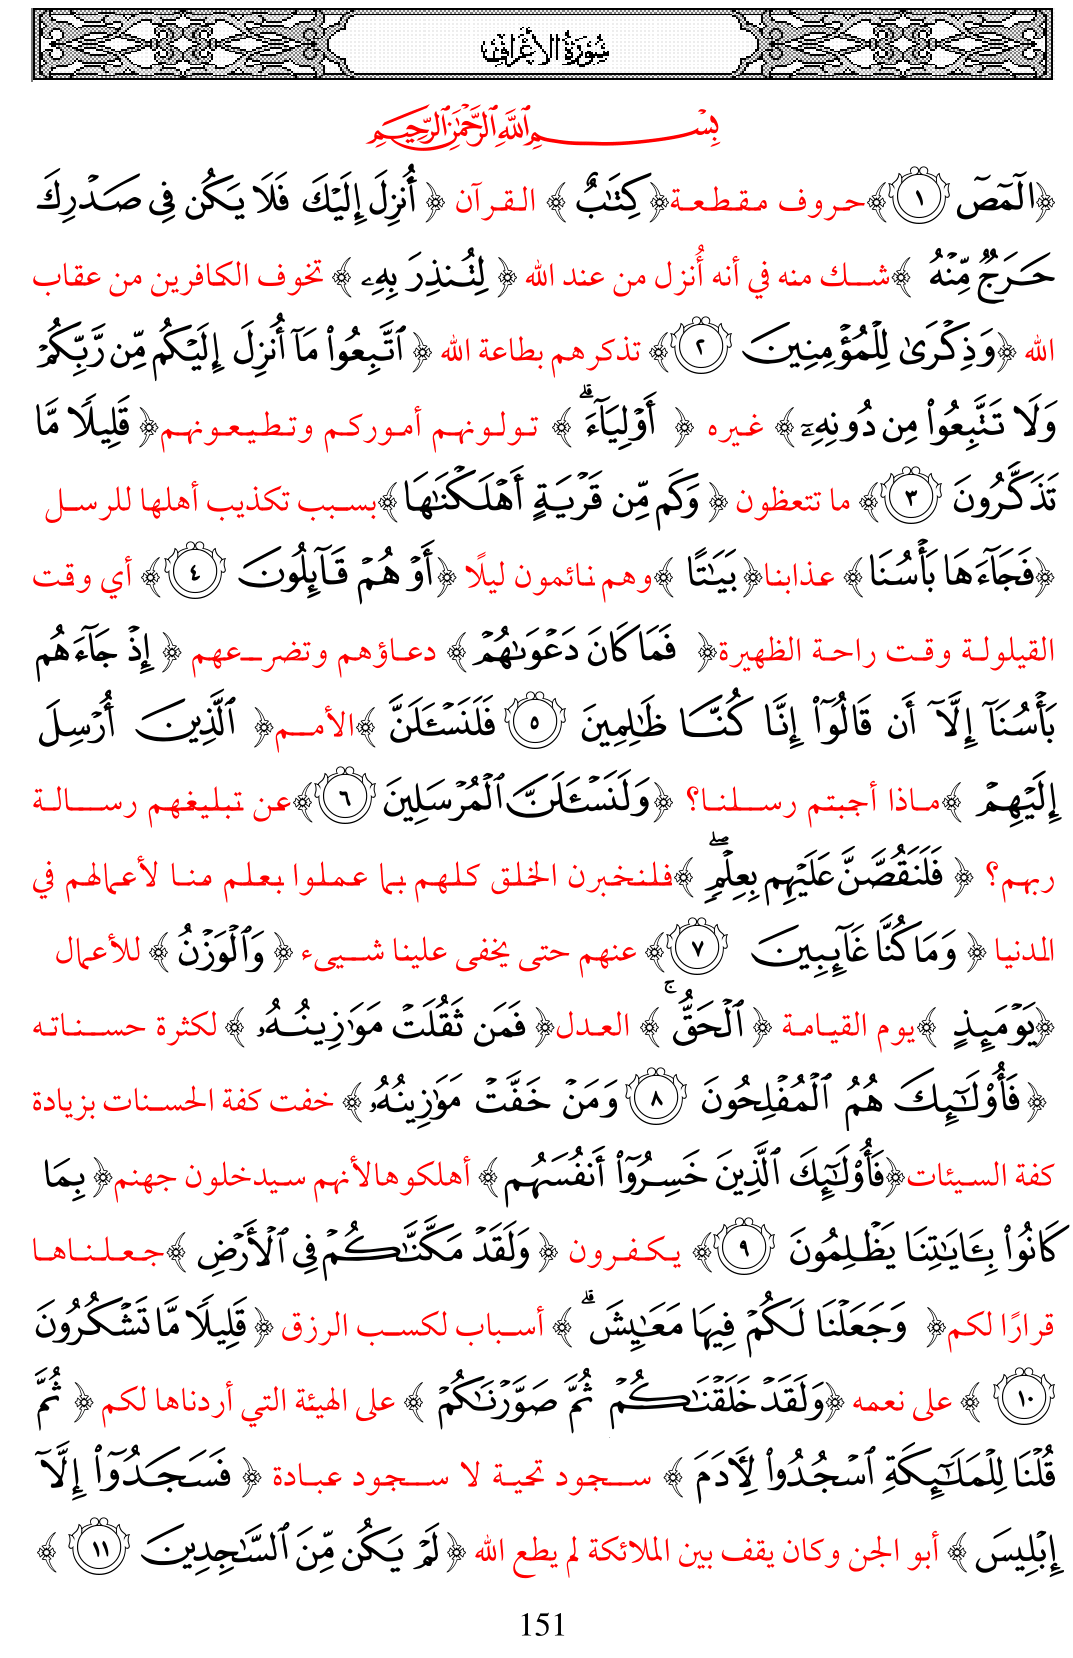 سُورَةُ الأَعْرَافِ
بِسْمِ ٱللَّهِ ٱلرَّحْمَٰنِ ٱلرَّحِيمِ
﴿الٓمٓصٓ ١﴾حروف مقطعة﴿كِتَٰبٌ﴾ القرآن ﴿ أُنزِلَ إِلَيْكَ فَلَا يَكُن فِى صَدْرِكَ
حَرَجٌ مِّنْهُ ﴾شك منه في أنه أُنزل من عند الله ﴿ لِتُنذِرَ بِهِۦ ﴾ تخوف الكافرين من عقاب
الله ﴿وَذِكْرَىٰ لِلْمُؤْمِنِينَ ٢﴾ تذكرهم بطاعة الله ﴿ ٱتَّبِعُوا۟ مَآ أُنزِلَ إِلَيْكُم مِّن رَّبِّكُمْ
وَلَا تَتَّبِعُوا۟ مِن دُونِهِۦٓ﴾ غيره ﴿ أَوْلِيَآءَ ۗ ﴾ تولونهم أموركم وتطيعونهم﴿ قَلِيلًا مَّا
تَذَكَّرُونَ ٣﴾ ما تتعظون ﴿ وَكَم مِّن قَرْيَةٍ أَهْلَكْنَٰهَا﴾بسبب تكذيب أهلها للرسل
﴿فَجَآءَهَا بَأْسُنَا﴾ عذابنا﴿بَيَٰتًا ﴾وهم نائمون ليلًا ﴿أَوْ هُمْ قَآئِلُونَ ٤﴾ أي وقت
القيلولة وقت راحة الظهيرة﴿ فَمَا كَانَ دَعْوَىٰهُمْ﴾ دعاؤهم وتضرعهم ﴿ إِذْ جَآءَهُم
بَأْسُنَآ إِلَّآ أَن قَالُوٓا۟ إِنَّا كُنَّا ظَٰلِمِينَ ٥ فَلَنَسْـَٔلَنَّ ﴾الأمم﴿ ٱلَّذِينَ أُرْسِلَ
إِلَيْهِمْ ﴾ماذا أجبتم رسلنا؟ ﴿وَلَنَسْـَٔلَنَّ ٱلْمُرْسَلِينَ ٦﴾عن تبليغهم رسالة
ربهم؟ ﴿ فَلَنَقُصَّنَّ عَلَيْهِم بِعِلْمٍ ۖ ﴾فلنخبرن الخلق كلهم بما عملوا بعلم منا لأعمالهم في
الدنيا ﴿ وَمَا كُنَّا غَآئِبِينَ ٧﴾ عنهم حتى يخفى علينا شييء ﴿ وَٱلْوَزْنُ ﴾ للأعمال
﴿يَوْمَئِذٍ ﴾يوم القيامة ﴿ ٱلْحَقُّ ۚ ﴾ العدل﴿ فَمَن ثَقُلَتْ مَوَٰزِينُهُۥ ﴾ لكثرة حسناته
﴿ فَأُو۟لَٰٓئِكَ هُمُ ٱلْمُفْلِحُونَ ٨ وَمَنْ خَفَّتْ مَوَٰزِينُهُۥ ﴾ خفت كفة الحسنات بزيادة
كفة السيئات﴿فَأُو۟لَٰٓئِكَ ٱلَّذِينَ خَسِرُوٓا۟ أَنفُسَهُم ﴾ أهلكوهالأنهم سيدخلون جهنم﴿ بِمَا
كَانُوا۟ بِـَٔايَٰتِنَا يَظْلِمُونَ ٩﴾ يكفرون ﴿ وَلَقَدْ مَكَّنَّٰكُمْ فِى ٱلْأَرْضِ ﴾جعلناها
قرارًا لكم﴿ وَجَعَلْنَا لَكُمْ فِيهَا مَعَٰيِشَ ۗ ﴾ أسباب لكسب الرزق ﴿ قَلِيلًا مَّا تَشْكُرُونَ
١٠ ﴾ على نعمه ﴿وَلَقَدْ خَلَقْنَٰكُمْ ثُمَّ صَوَّرْنَٰكُمْ ﴾ على الهيئة التي أردناها لكم ﴿ ثُمَّ
قُلْنَا لِلْمَلَٰٓئِكَةِ ٱسْجُدُوا۟ لِـَٔادَمَ ﴾ سجود تحية لا سجود عبادة ﴿ فَسَجَدُوٓا۟ إِلَّآ
إِبْلِيسَ ﴾ أبو الجن وكان يقف بين الملائكة لم يطع الله ﴿لَمْ يَكُن مِّنَ ٱلسَّٰجِدِينَ ١١ ﴾
151